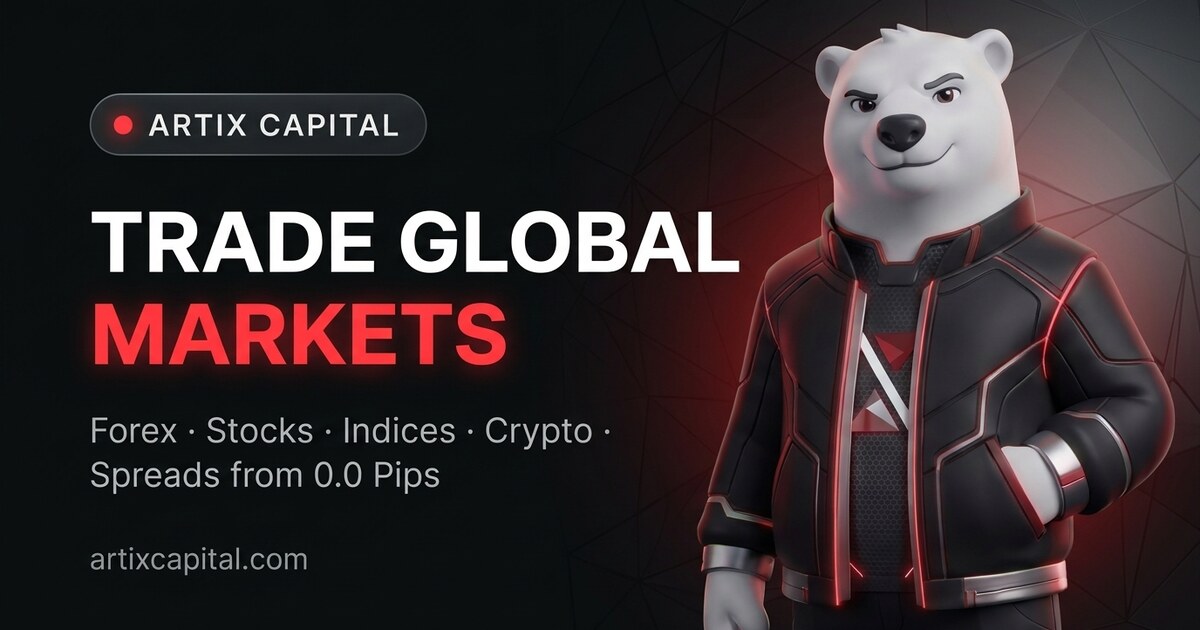 ARTIX CAPITAL
TRADE GLOBAL
MARKETS
Forex · Stocks · Indices · Crypto ·
Spreads from 0.0 Pips
artixcapital.com